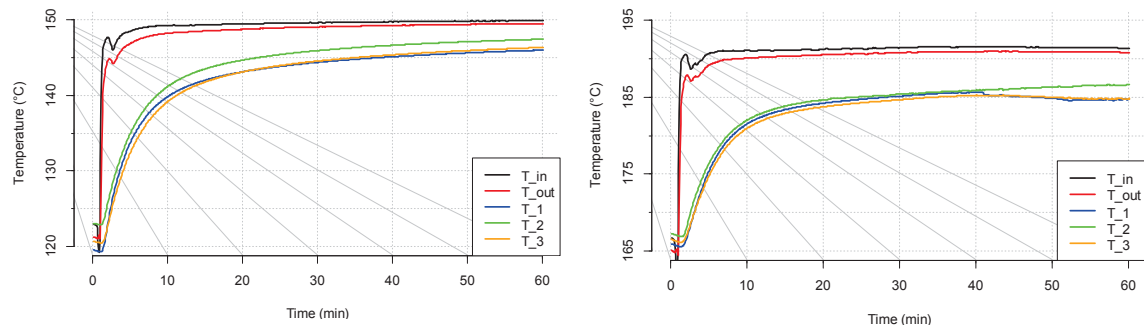 150
140
130
120
Temperature (°C)
0 10 20 30 40 50 60
Time (min)
T_in
T_out
T_1
T_2
T_3
195
185
175
165
Temperature (°C)
0 10 20 30 40 50 60
Time (min)
T_in
T_out
T_1
T_2
T_3